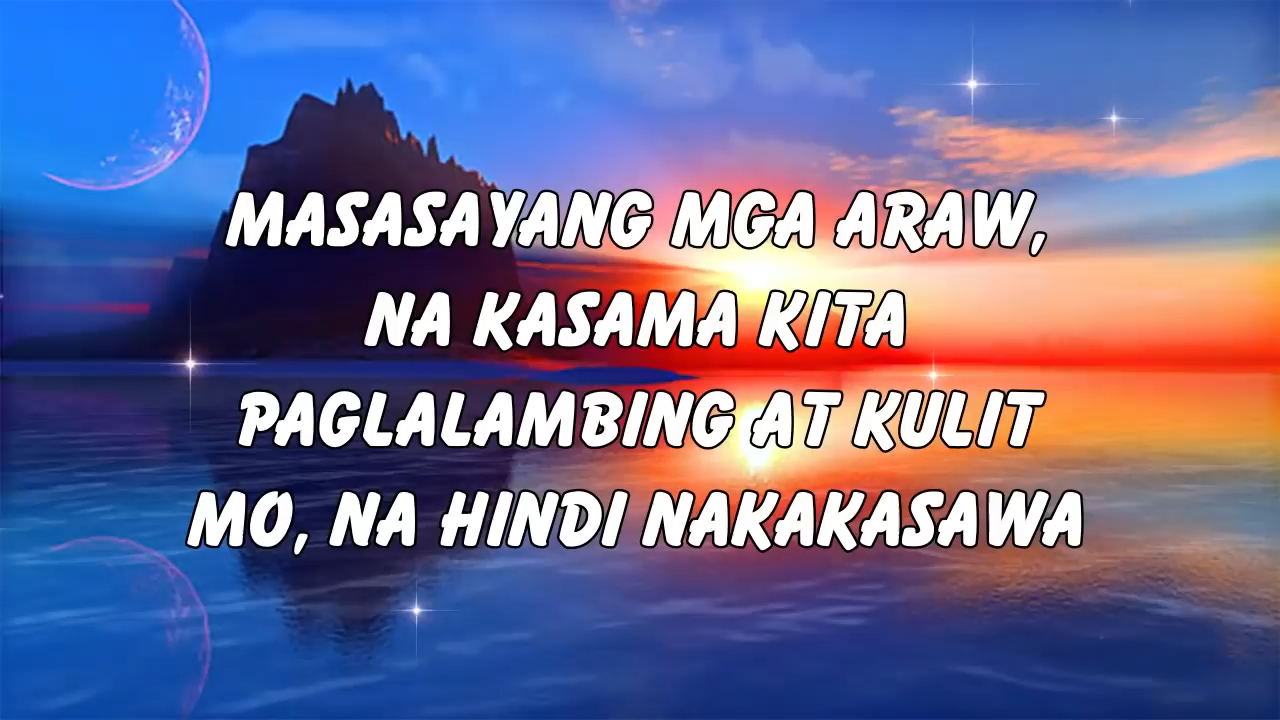 MASASAYANG MGA ARAW,
NA KASAMA KITA
PAGLALAMBING AT KULIT
MO, NA HINDI NAKAKASAWA